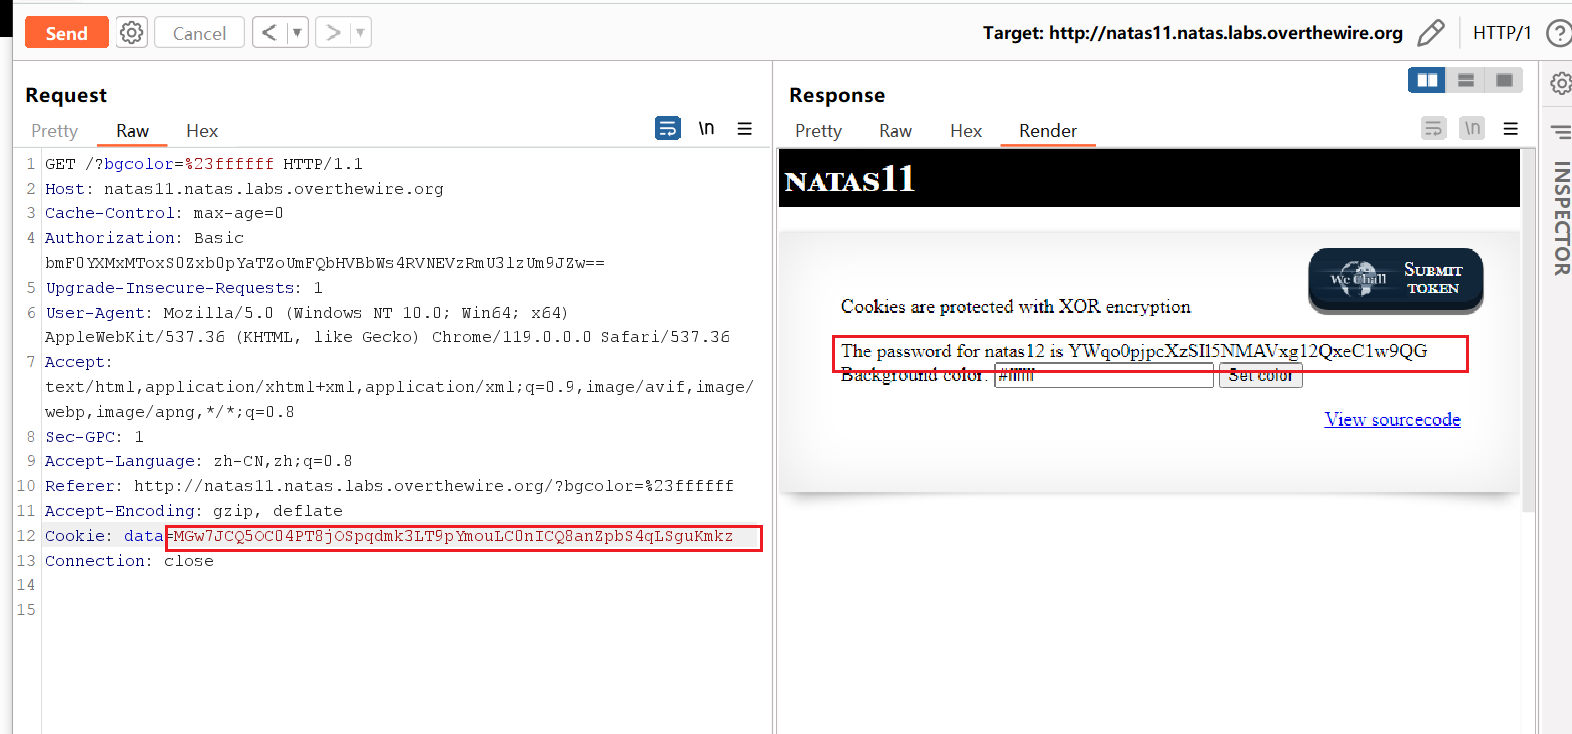 Send
Cancel
Target: http://natas11.natas.labs.overthewire.org
HTTP/1
Request
Pretty
Raw
Hex
\n
1 GET /?bgcolor=%23ffffff HTTP/1.1
2 Host: natas11.natas.labs.overthewire.org
3 Cache-Control: max-age=0
4 Authorization: Basic
bmF0YXMxMToxS0Zxb0pYaTZoUmFQbHVBbWs4RVNEVzRmU3lzUm9JZw==
5 Upgrade-Insecure-Requests: 1
6 User-Agent: Mozilla/5.0 (Windows NT 10.0; Win64; x64)
AppleWebKit/537.36 (KHTML, like Gecko) Chrome/119.0.0.0 Safari/537.36
7 Accept:
text/html,application/xhtml+xml,application/xml;q=0.9,image/avif,image/
webp,image/apng,*/*;q=0.8
8 Sec-GPC: 1
9 Accept-Language: zh-CN,zh;q=0.8
10 Referer: http://natas11.natas.labs.overthewire.org/?bgcolor=%23ffffff
11 Accept-Encoding: gzip, deflate
12 Cookie: data=MGw7JCQ5OC04PT8jOSpqdmk3LT9pYmouLC0nICQ8anZpbS4qLSguKmkz
13 Connection: close
14
15
Response
Pretty
Raw
Hex
Render
\n
NATAS11
We Chall
SUBMIT
TOKEN
Cookies are protected with XOR encryption
The password for natas12 is YWqo0pjpcXzSIl5NMAVxg12QxeC1w9QG
Background color: #ffffff Set color
View sourcecode
INSPECTOR